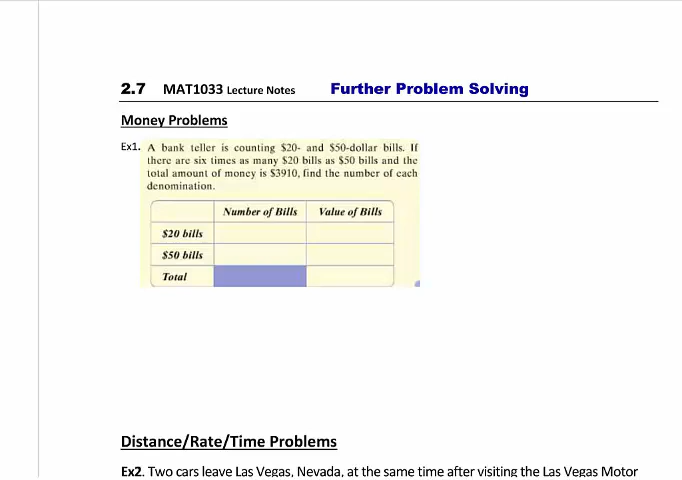 2.7 MAT1033 Lecture Notes Further Problem Solving
Money Problems
Ex1. A bank teller is counting $20- and $50-dollar bills. If
there are six times as many $20 bills as $50 bills and the
total amount of money is $3910, find the number of each
denomination.
Number of Bills Value of Bills
$20 bills
$50 bills
Total
Distance/Rate/Time Problems
Ex2. Two cars leave Las Vegas, Nevada, at the same time after visiting the Las Vegas Motor